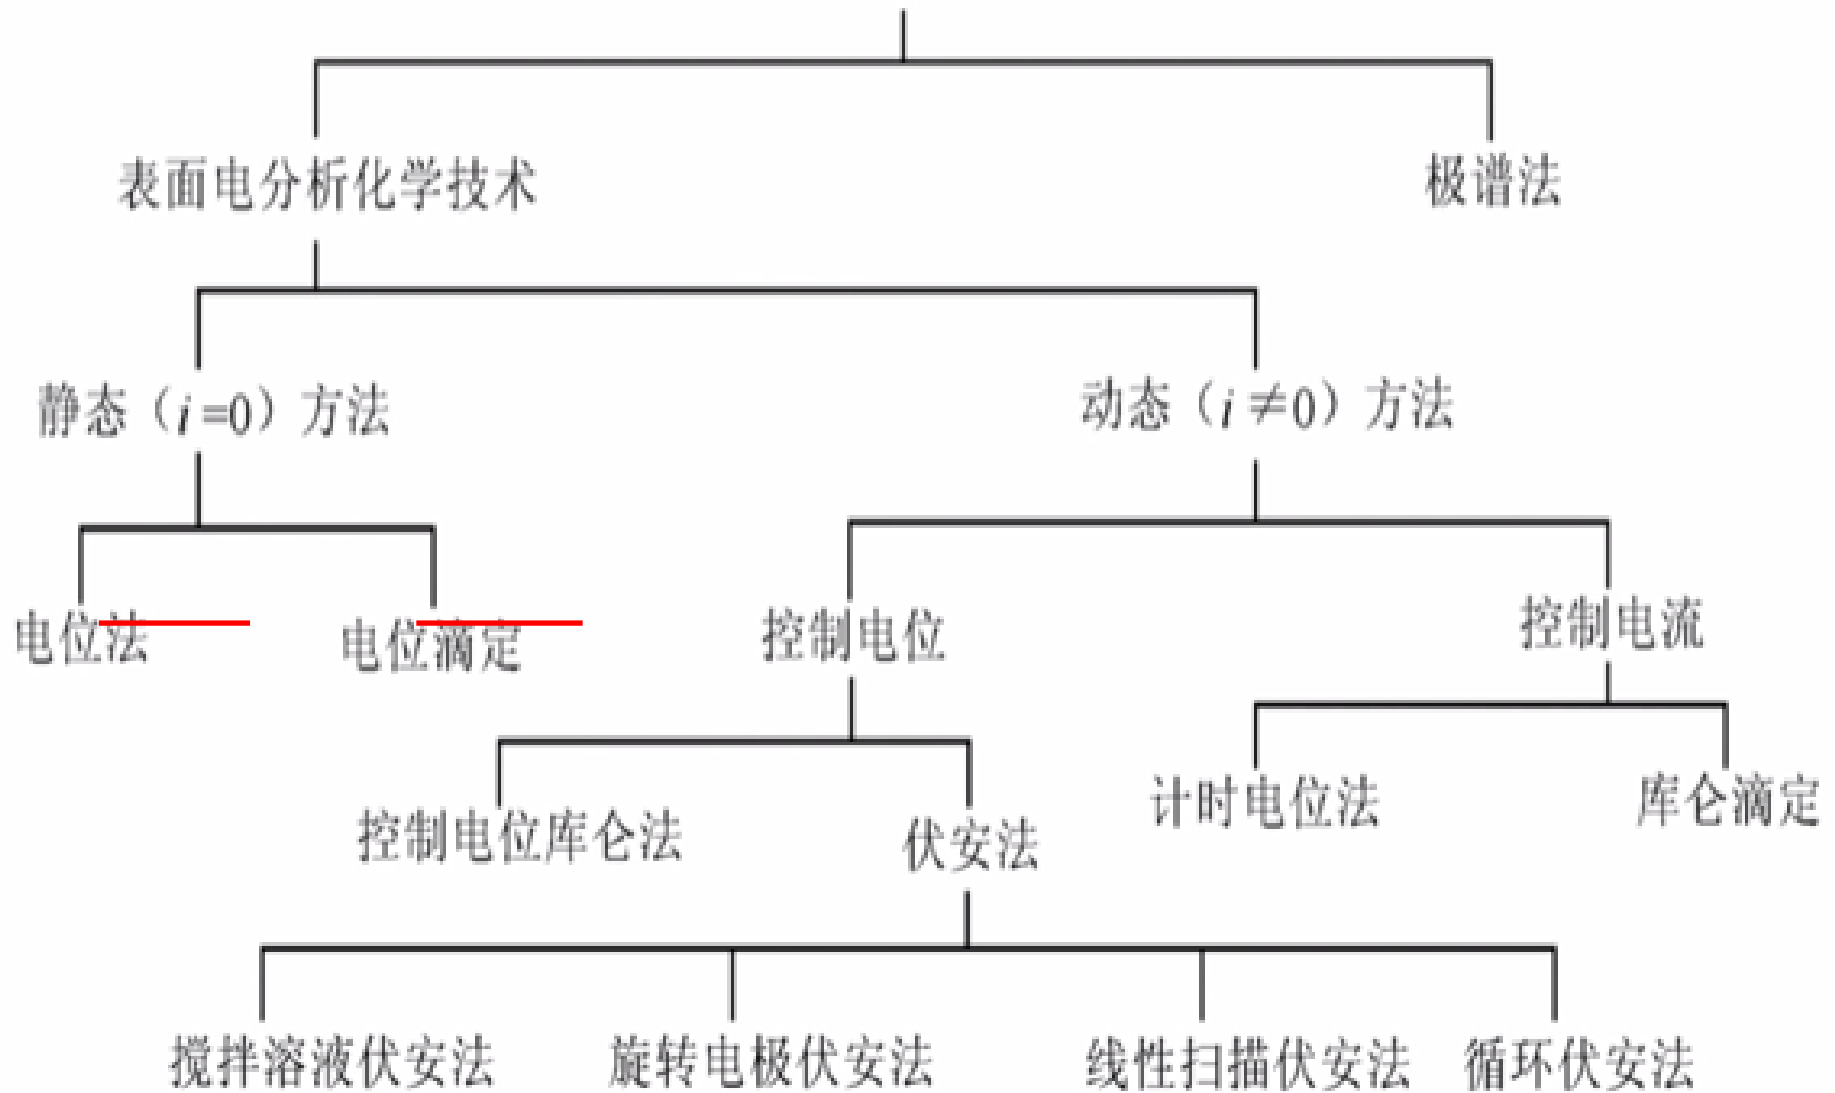 表面电分析化学技术
极谱法
静态（i=0）方法
动态（i≠0）方法
电位法
电位滴定
控制电位
控制电流
控制电位库仑法
伏安法
计时电位法
库仑滴定
搅拌溶液伏安法
旋转电极伏安法
线性扫描伏安法
循环伏安法